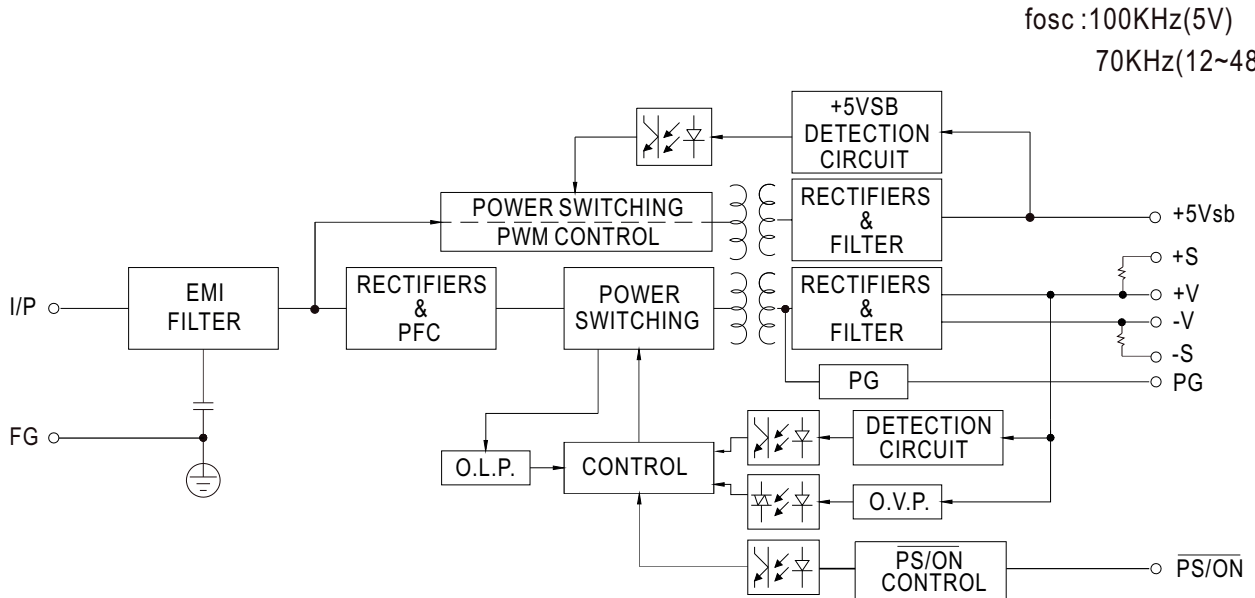 fosc :100KHz(5V)
70KHz(12~48
+5VSB
DETECTION
CIRCUIT
POWER SWITCHING
PWM CONTROL
RECTIFIERS
&
FILTER
+5Vsb
+S
I/P
EMI
FILTER
RECTIFIERS
&
PFC
POWER
SWITCHING
RECTIFIERS
&
FILTER
+V
-V
-S
PG
PG
FG
O.L.P.
CONTROL
DETECTION
CIRCUIT
O.V.P.
PS/ON
CONTROL
PS/ON